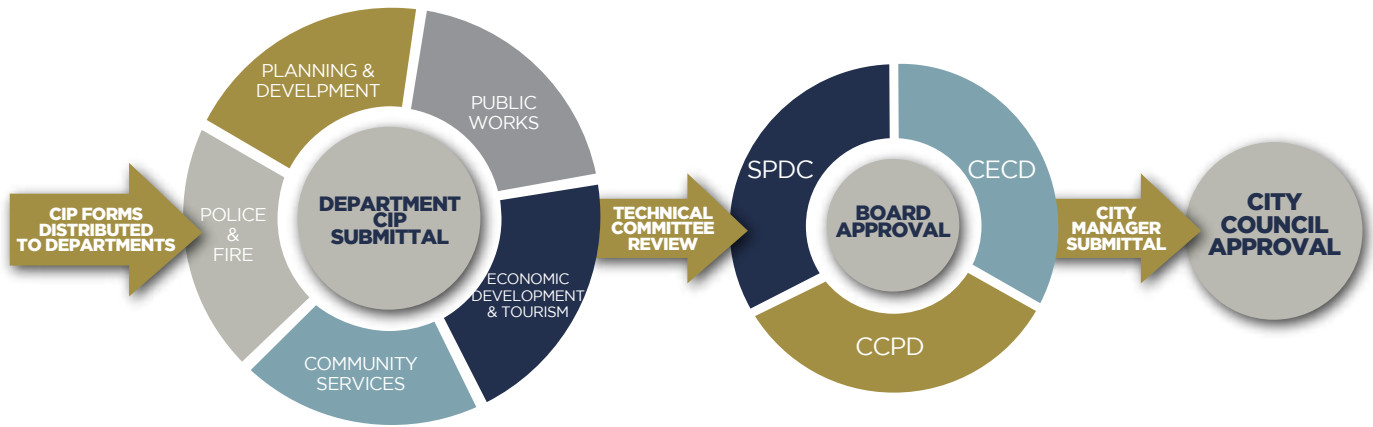 CIP FORMS
DISTRIBUTED
TO DEPARTMENTS
PLANNING &
DEVELPMENT
PUBLIC
WORKS
POLICE
&
FIRE
DEPARTMENT
CIP
SUBMITTAL
ECONOMIC
DEVELOPMENT
& TOURISM
COMMUNITY
SERVICES
TECHNICAL
COMMITTEE
REVIEW
SPDC
CECD
BOARD
APPROVAL
CCPD
CITY
MANAGER
SUBMITTAL
CITY
COUNCIL
APPROVAL